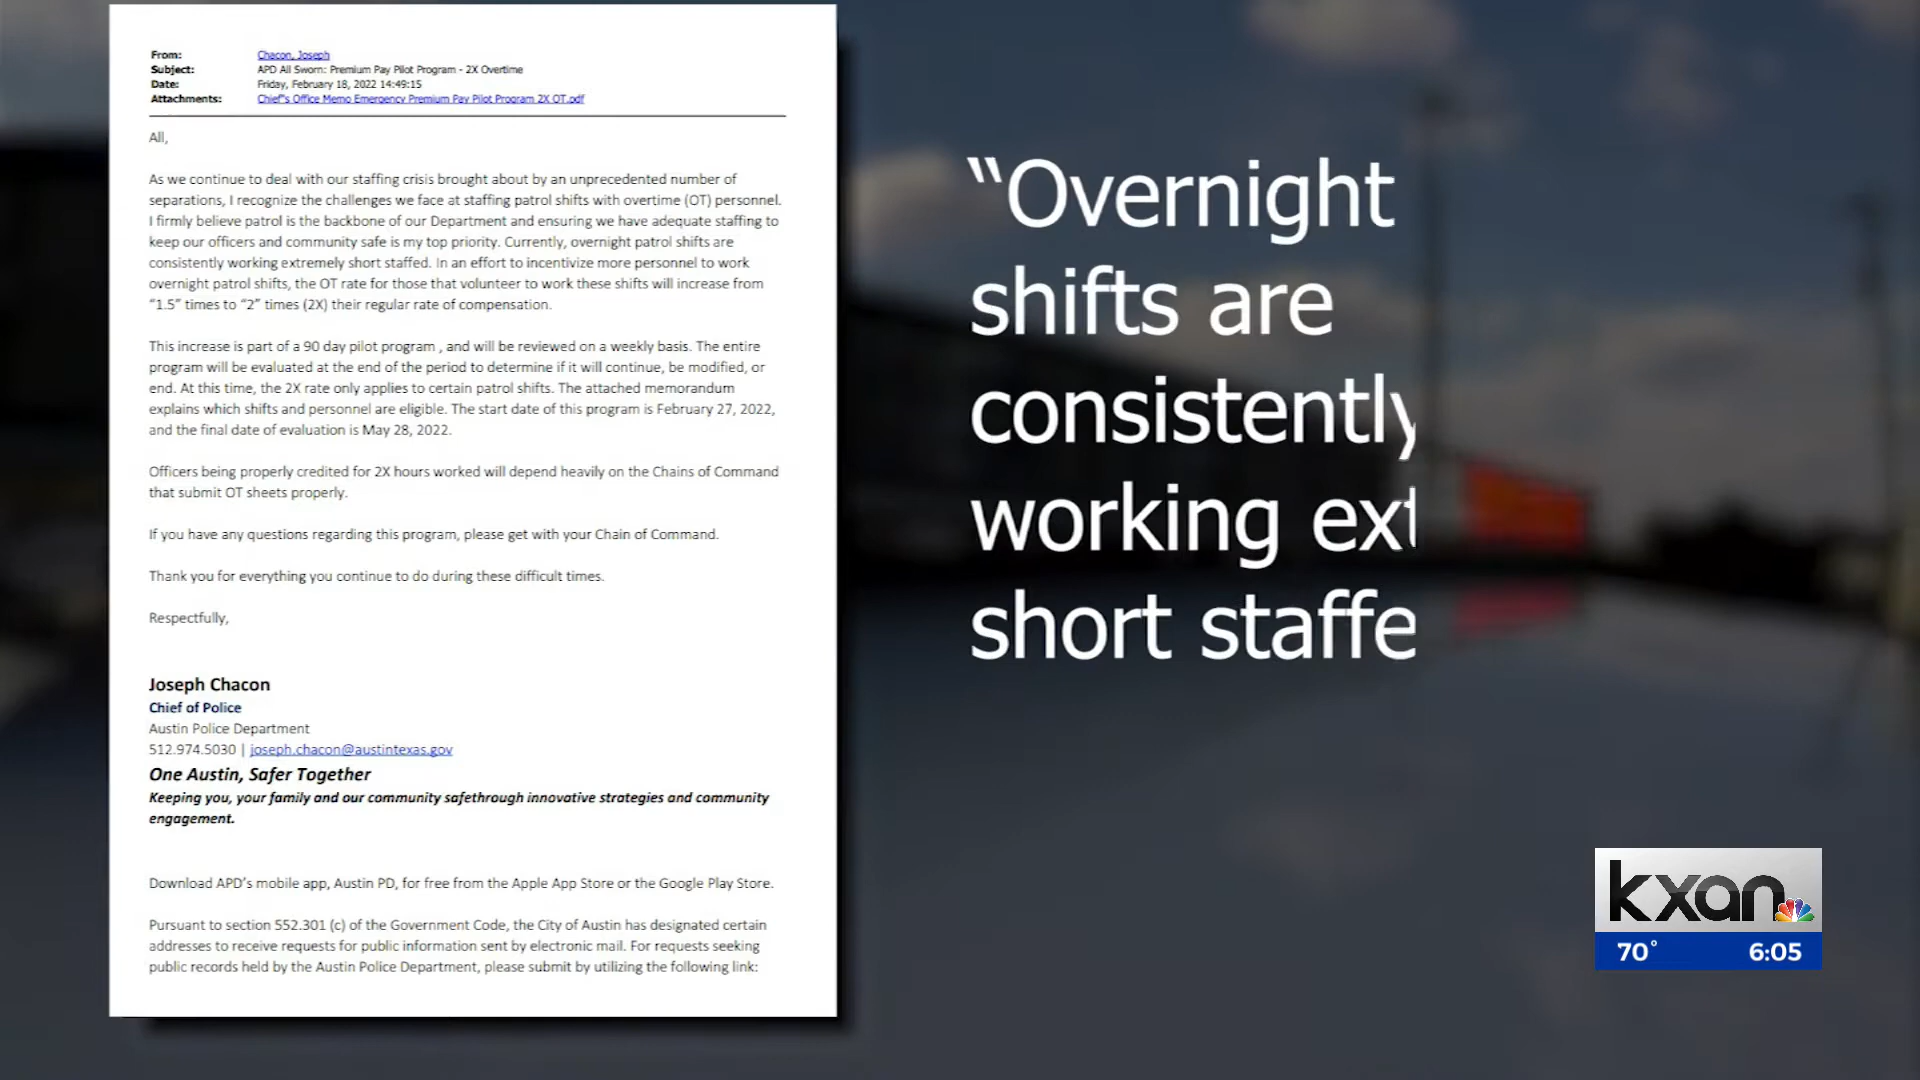 From: Chacon, Joseph
Subject: APD All Sworn: Premium Pay Pilot Program - 2X Overtime
Date: Friday, February 18, 2022 14:49:15
Attachments: Chief's Office Memo Emergency Premium Pay Pilot Program 2X OT.pdf
All,
As we continue to deal with our staffing crisis brought about by an unprecedented number of
separations, I recognize the challenges we face at staffing patrol shifts with overtime (OT) personnel.
I firmly believe patrol is the backbone of our Department and ensuring we have adequate staffing to
keep our officers and community safe is my top priority. Currently, overnight patrol shifts are
consistently working extremely short staffed. In an effort to incentivize more personnel to work
overnight patrol shifts, the OT rate for those that volunteer to work these shifts will increase from
“1.5” times to “2” times (2X) their regular rate of compensation.
This increase is part of a 90 day pilot program , and will be reviewed on a weekly basis. The entire
program will be evaluated at the end of the period to determine if it will continue, be modified, or
end. At this time, the 2X rate only applies to certain patrol shifts. The attached memorandum
explains which shifts and personnel are eligible. The start date of this program is February 27, 2022,
and the final date of evaluation is May 28, 2022.
Officers being properly credited for 2X hours worked will depend heavily on the Chains of Command
that submit OT sheets properly.
If you have any questions regarding this program, please get with your Chain of Command.
Thank you for everything you continue to do during these difficult times.
Respectfully,
Joseph Chacon
Chief of Police
Austin Police Department
512.974.5030 | joseph.chacon@austintexas.gov
One Austin, Safer Together
Keeping you, your family and our community safethrough innovative strategies and community
engagement.
Download APD’s mobile app, Austin PD, for free from the Apple App Store or the Google Play Store.
Pursuant to section 552.301 (c) of the Government Code, the City of Austin has designated certain
addresses to receive requests for public information sent by electronic mail. For requests seeking
public records held by the Austin Police Department, please submit by utilizing the following link:
“Overnight
shifts are
consistently
working ext
short staffe
kxan
70° 6:05